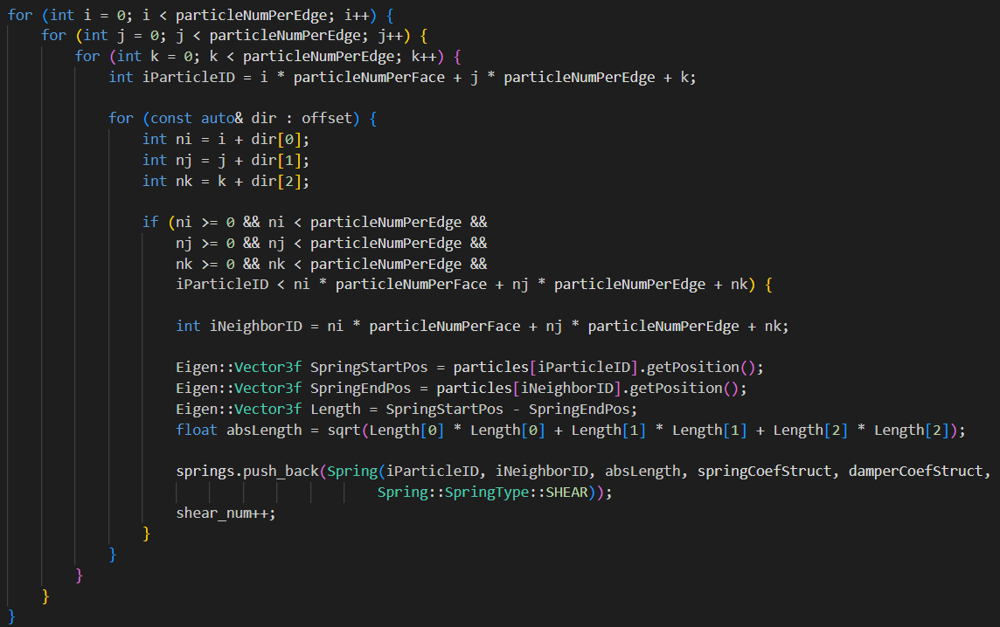 for (int i = 0; i < particleNumPerEdge; i++) {
    for (int j = 0; j < particleNumPerEdge; j++) {
        for (int k = 0; k < particleNumPerEdge; k++) {
            int iParticleID = i * particleNumPerFace + j * particleNumPerEdge + k;

            for (const auto& dir : offset) {
                int ni = i + dir[0];
                int nj = j + dir[1];
                int nk = k + dir[2];

                if (ni >= 0 && ni < particleNumPerEdge &&
                    nj >= 0 && nj < particleNumPerEdge &&
                    nk >= 0 && nk < particleNumPerEdge &&
                    iParticleID < ni * particleNumPerFace + nj * particleNumPerEdge + nk) {

                    int iNeighborID = ni * particleNumPerFace + nj * particleNumPerEdge + nk;

                    Eigen::Vector3f SpringStartPos = particles[iParticleID].getPosition();
                    Eigen::Vector3f SpringEndPos = particles[iNeighborID].getPosition();
                    Eigen::Vector3f Length = SpringStartPos - SpringEndPos;
                    float absLength = sqrt(Length[0] * Length[0] + Length[1] * Length[1] + Length[2] * Length[2]);

                    springs.push_back(Spring(iParticleID, iNeighborID, absLength, springCoefStruct, damperCoefStruct,
                                            Spring::SpringType::SHEAR));
                    shear_num++;
                }
            }
        }
    }
}